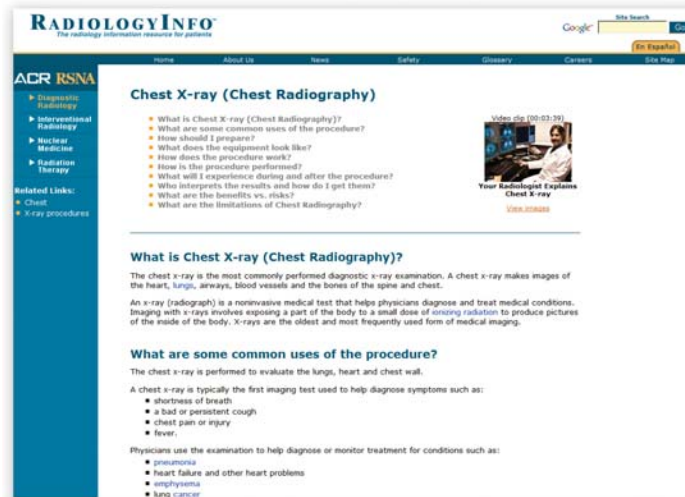 RADIOLOGYINFO
The radiology information resource for patients
Site Search
Google
Go
En Español
Home About Us News Safety Glossary Careers Site Map
ACR RSNA
Diagnostic
Radiology
Interventional
Radiology
Nuclear
Medicine
Radiation
Therapy
Related Links:
Chest
X-ray procedures
Chest X-ray (Chest Radiography)
What is Chest X-ray (Chest Radiography)?
What are some common uses of the procedure?
How should I prepare?
What does the equipment look like?
How does the procedure work?
How is the procedure performed?
What will I experience during and after the procedure?
Who interprets the results and how do I get them?
What are the benefits vs. risks?
What are the limitations of Chest Radiography?
Video clip (00:03:39)
Your Radiologist Explains
Chest X-ray
View images
What is Chest X-ray (Chest Radiography)?
The chest x-ray is the most commonly performed diagnostic x-ray examination. A chest x-ray makes images of
the heart, lungs, airways, blood vessels and the bones of the spine and chest.
An x-ray (radiograph) is a noninvasive medical test that helps physicians diagnose and treat medical conditions.
Imaging with x-rays involves exposing a part of the body to a small dose of ionizing radiation to produce pictures
of the inside of the body. X-rays are the oldest and most frequently used form of medical imaging.
What are some common uses of the procedure?
The chest x-ray is performed to evaluate the lungs, heart and chest wall.
A chest x-ray is typically the first imaging test used to help diagnose symptoms such as:
shortness of breath
a bad or persistent cough
chest pain or injury
fever.
Physicians use the examination to help diagnose or monitor treatment for conditions such as:
pneumonia
heart failure and other heart problems
emphysema
lung cancer